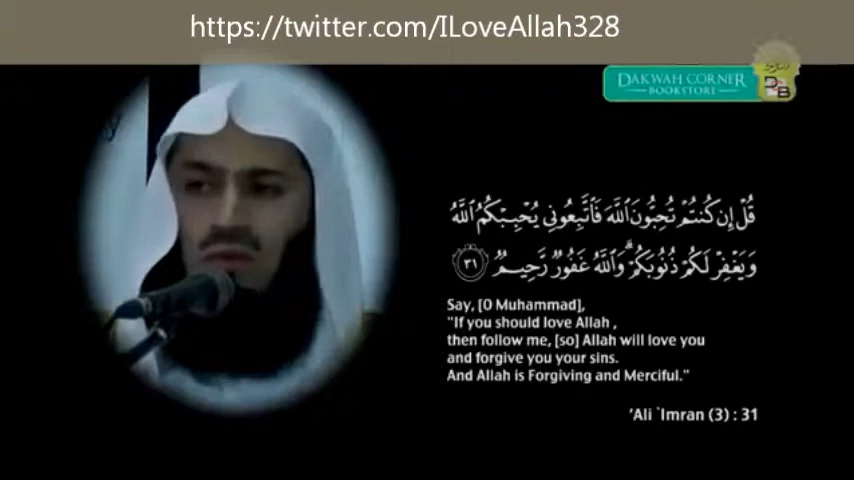 https://twitter.com/ILoveAllah328
DAKWAH CORNER
BOOKSTORE
DCB
قُلْ إِن كُنتُمْ تُحِبُّونَ ٱللَّهَ فَٱتَّبِعُونِى يُحْبِبْكُمُ ٱللَّهُ
وَيَغْفِرْ لَكُمْ ذُنُوبَكُمْ ۗ وَٱللَّهُ غَفُورٌ رَّحِيمٌ ٣١
Say, [O Muhammad],
"If you should love Allah ,
then follow me, [so] Allah will love you
and forgive you your sins.
And Allah is Forgiving and Merciful."
'Ali `Imran (3) : 31